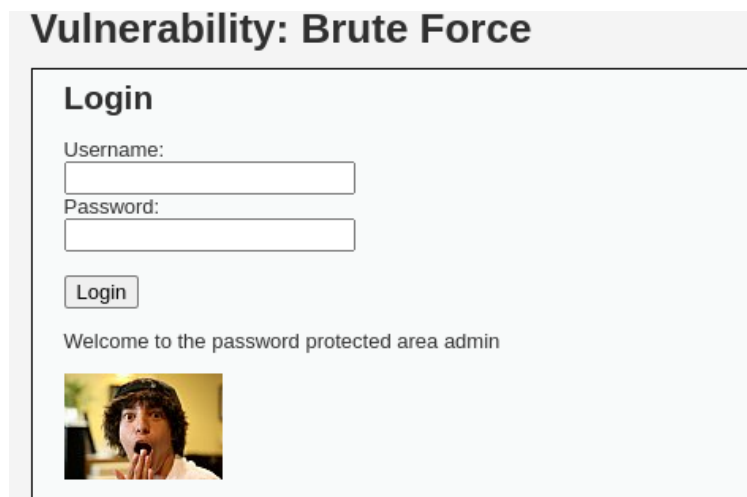 Vulnerability: Brute Force
Login
Username:
Password:
Login
Welcome to the password protected area admin